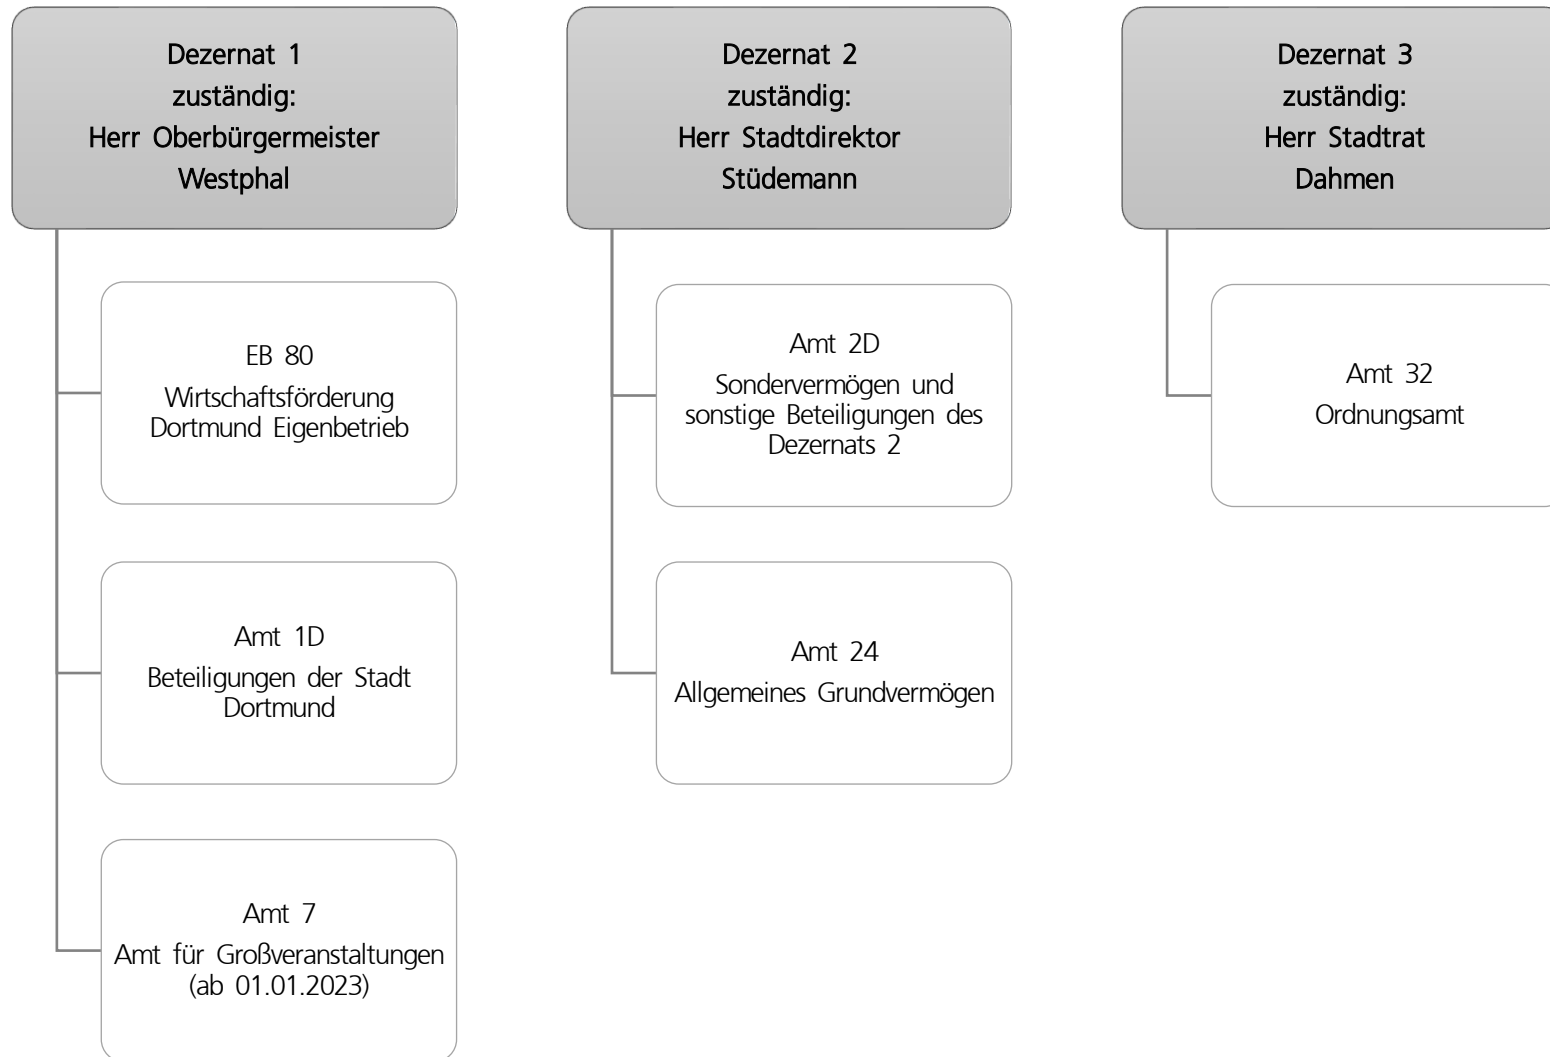 Dezernat 1
zuständig:
Herr Oberbürgermeister
Westphal
EB 80
Wirtschaftsförderung
Dortmund Eigenbetrieb
Amt 1D
Beteiligungen der Stadt
Dortmund
Amt 7
Amt für Großveranstaltungen
(ab 01.01.2023)
Dezernat 2
zuständig:
Herr Stadtdirektor
Stüdemann
Amt 2D
Sondervermögen und
sonstige Beteiligungen des
Dezernats 2
Amt 24
Allgemeines Grundvermögen
Dezernat 3
zuständig:
Herr Stadtrat
Dahmen
Amt 32
Ordnungsamt